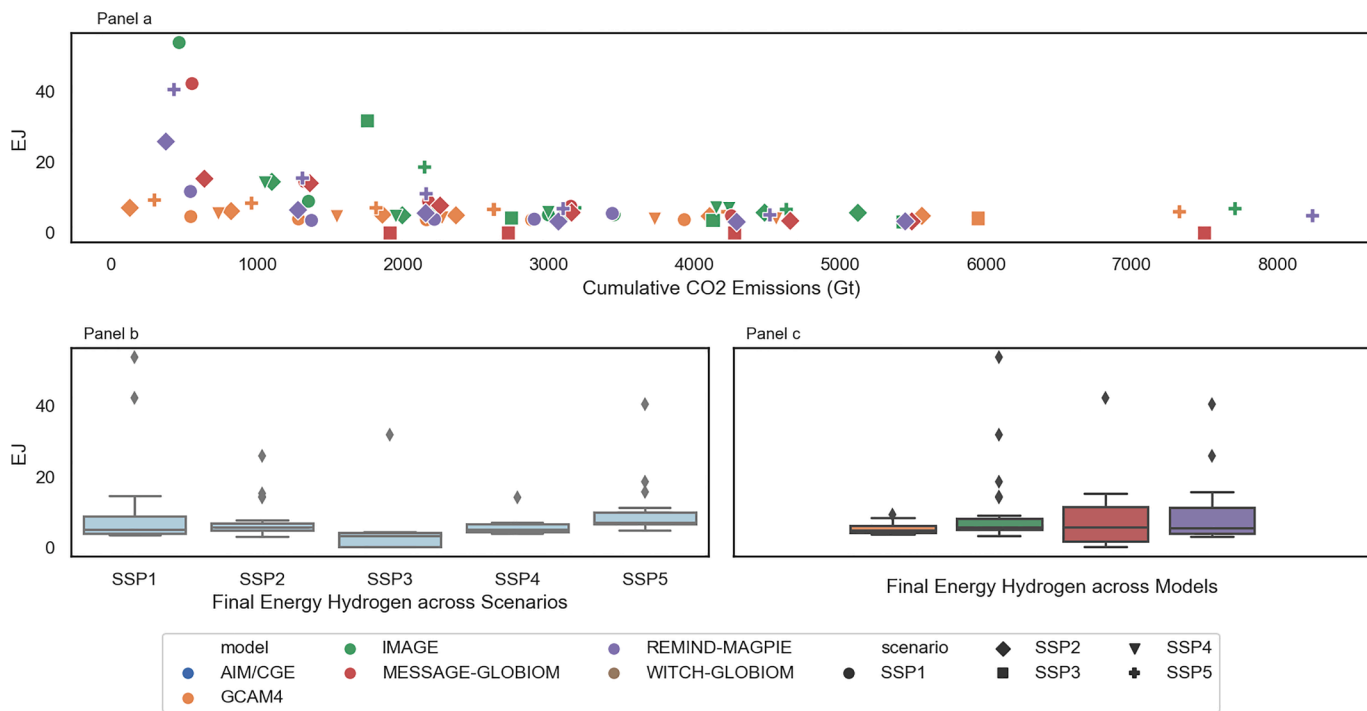 Panel a
EJ
40
20
0
0 1000 2000 3000 4000 5000 6000 7000 8000
Cumulative CO2 Emissions (Gt)
Panel b
EJ
40
20
0
SSP1 SSP2 SSP3 SSP4 SSP5
Final Energy Hydrogen across Scenarios
Panel c
Final Energy Hydrogen across Models
model IMAGE REMIND-MAGPIE scenario SSP2 SSP4
AIM/CGE MESSAGE-GLOBIOM WITCH-GLOBIOM SSP1 SSP3 SSP5
GCAM4